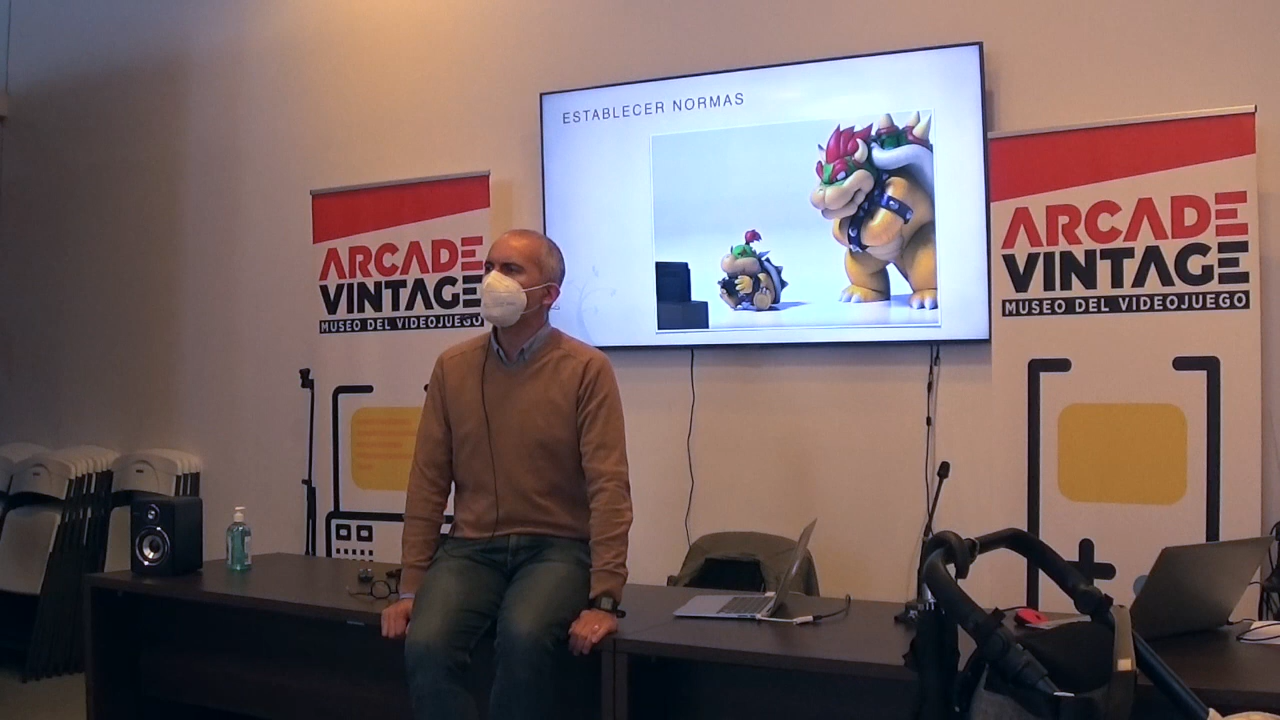 ESTABLECER NORMAS
ARCADE
VINTAGE
MUSEO DEL VIDEOJUEGO
ARCADE
VINTAGE
MUSEO DEL VIDEOJUEGO